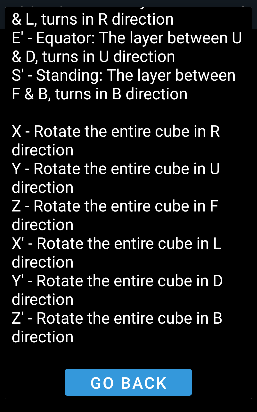 & L, turns in R direction
E' - Equator: The layer between U
& D, turns in U direction
S' - Standing: The layer between
F & B, turns in B direction
X - Rotate the entire cube in R
direction
Y - Rotate the entire cube in U
direction
Z - Rotate the entire cube in F
direction
X' - Rotate the entire cube in L
direction
Y' - Rotate the entire cube in D
direction
Z' - Rotate the entire cube in B
direction
GO BACK